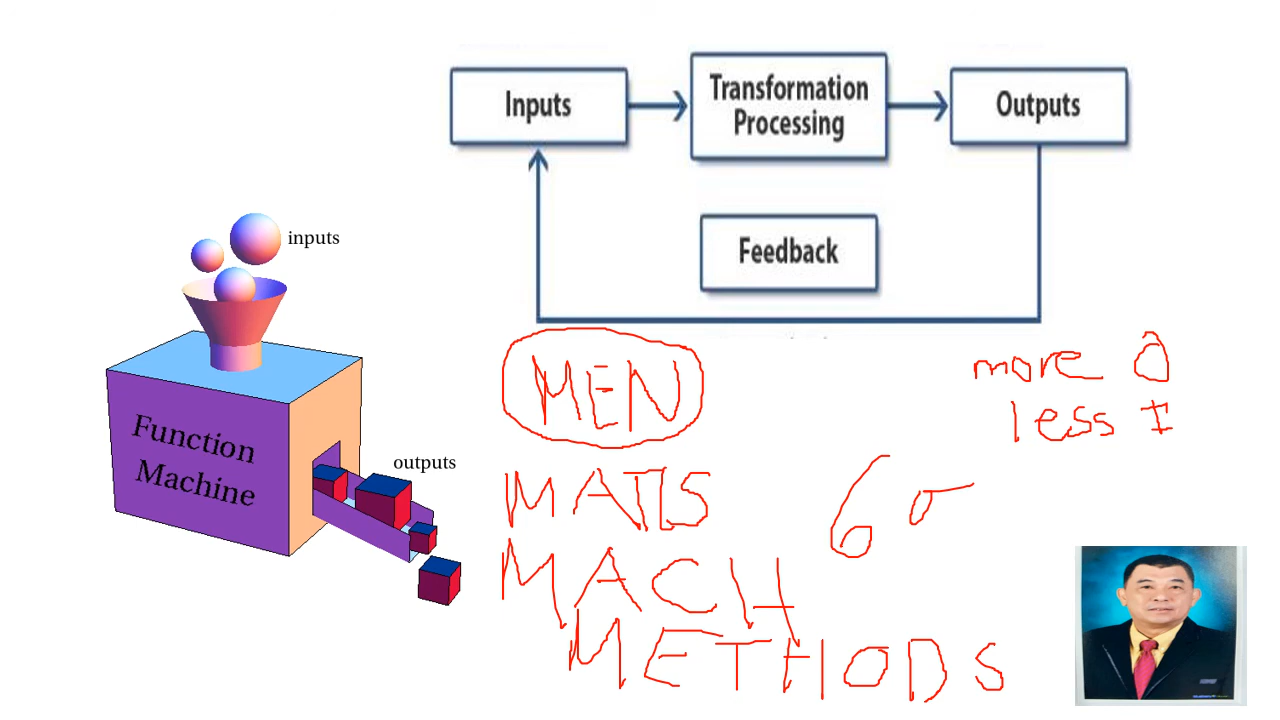 Inputs
Transformation
Processing
Outputs
Feedback
inputs
Function
Machine
outputs
MEN
MATLS
MACH
METHODS
more
less I
6σ